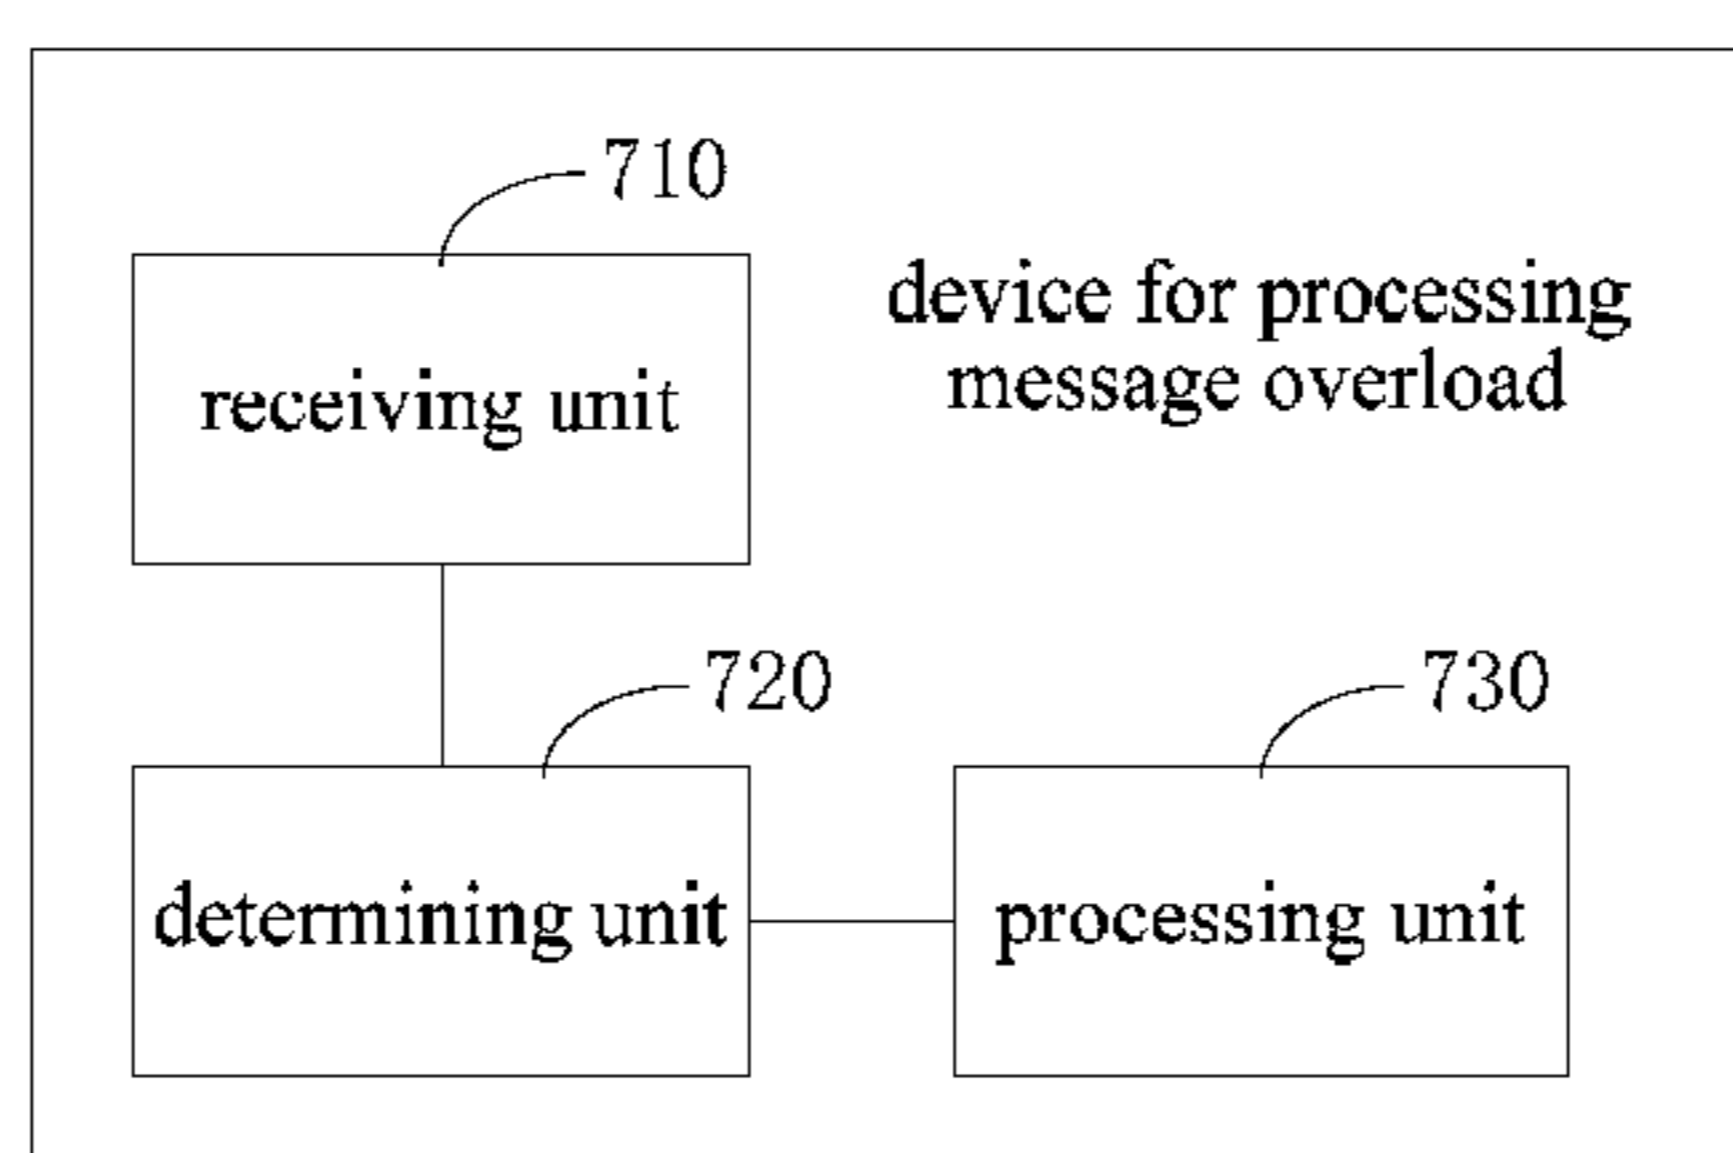 710
receiving unit
device for processing
message overload
720
730
determining unit
processing unit